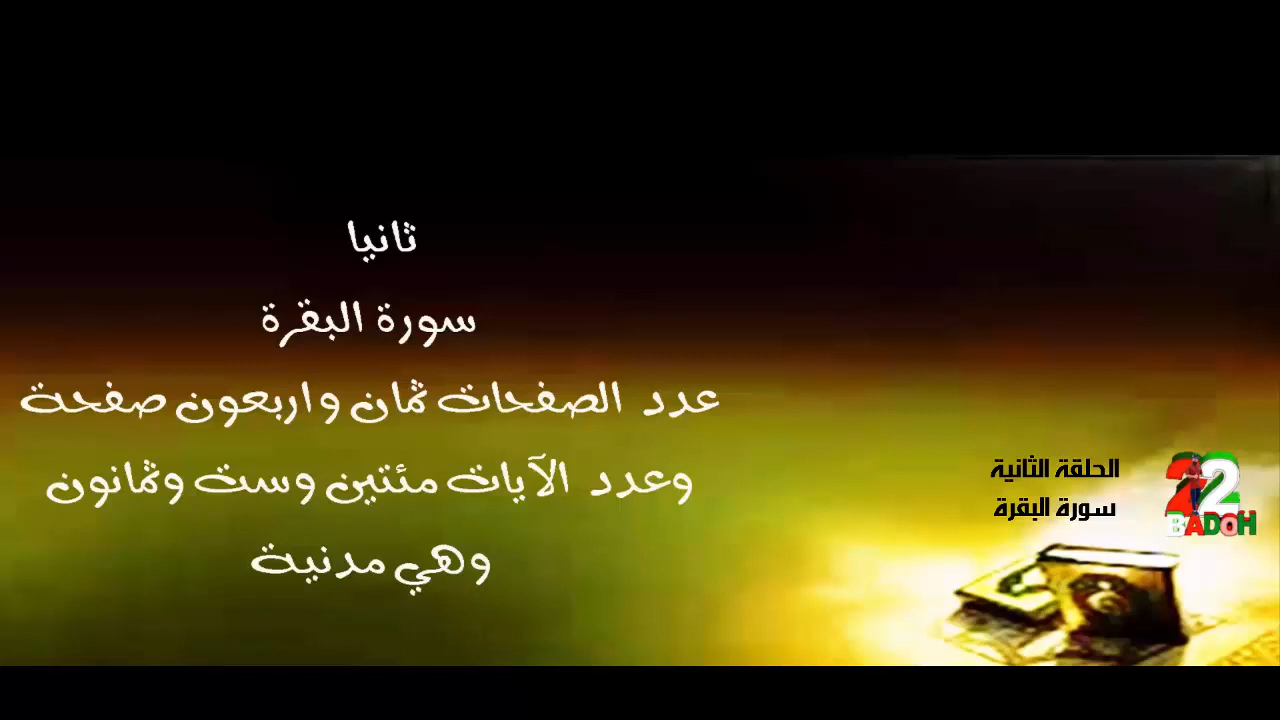 ثانيا
سورة البقرة
عدد الصفحات ثمان واربعون صفحة
وعدد الآيات مئتين وست وثمانون
وهي مدنية
الحلقة الثانية
سورة البقرة
22
BADOH